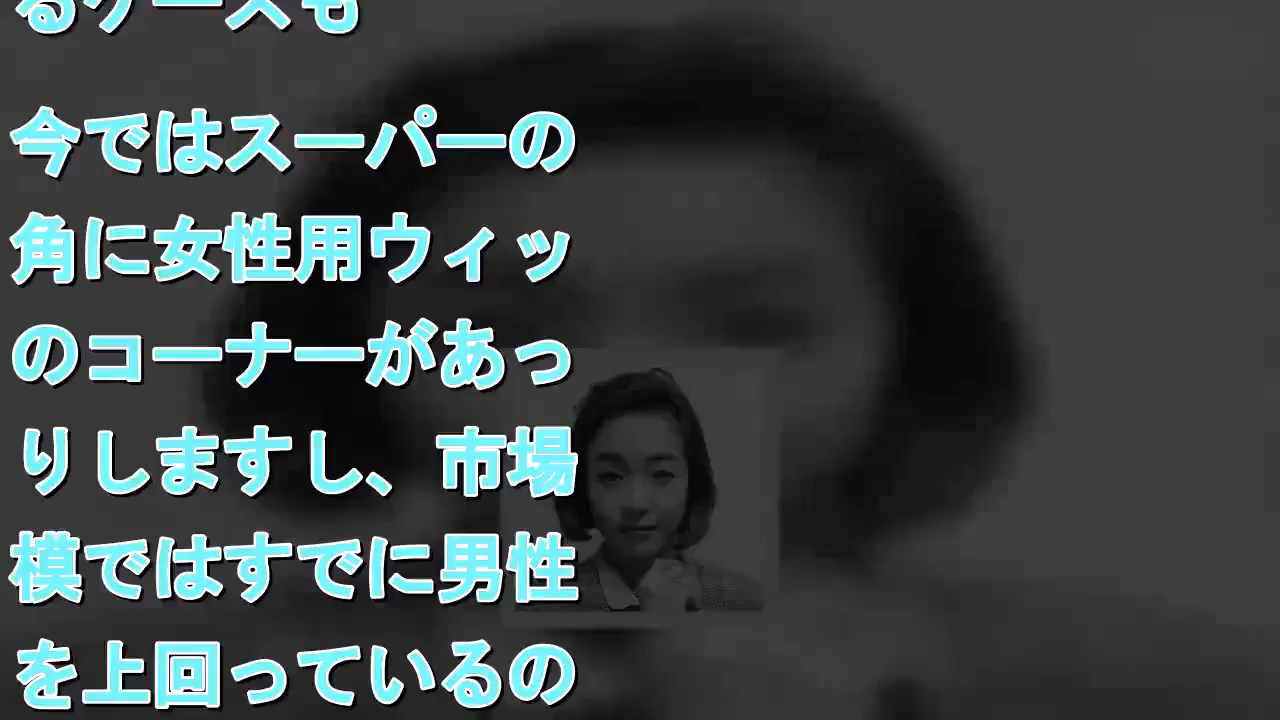 るケースも
今ではスーパーの
角に女性用ウィッ
のコーナーがあっ
りしますし、市場
模ではすでに男性
を上回っているの